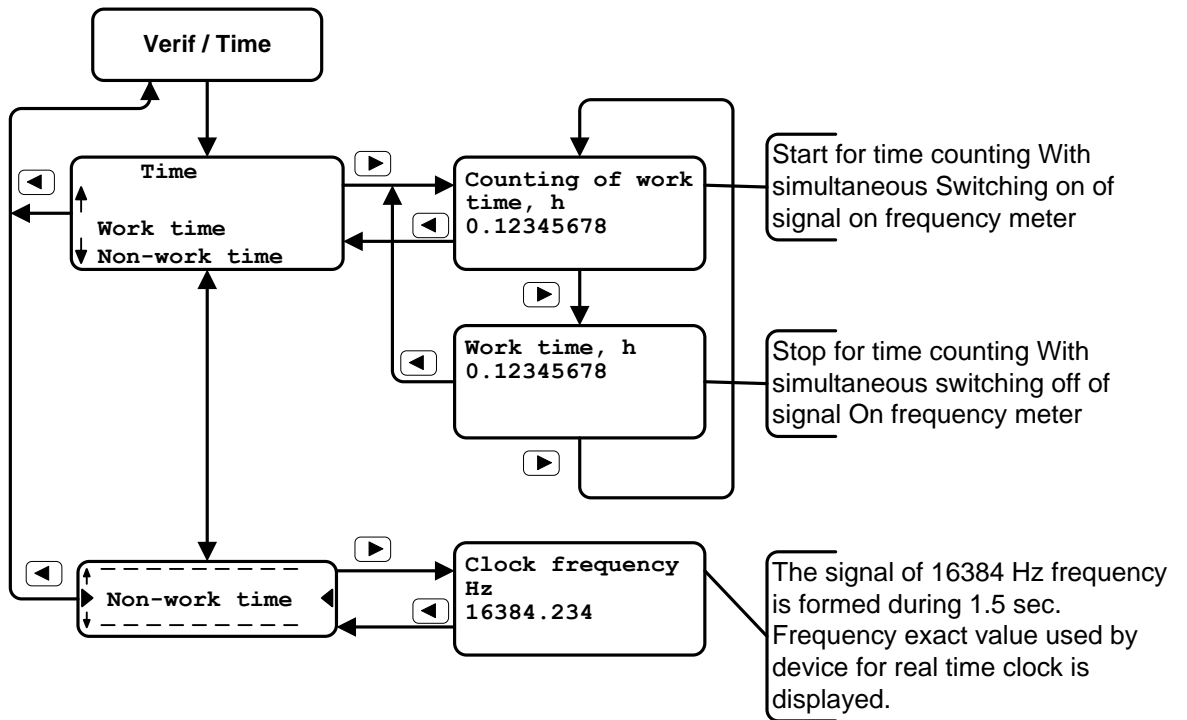 Verif / Time
Time
Work time
Non-work time
Counting of work
time, h
0.12345678
Start for time counting With
simultaneous Switching on of
signal on frequency meter
Work time, h
0.12345678
Stop for time counting With
simultaneous switching off of
signal On frequency meter
Non-work time
Clock frequency
Hz
16384.234
The signal of 16384 Hz frequency
is formed during 1.5 sec.
Frequency exact value used by
device for real time clock is
displayed.